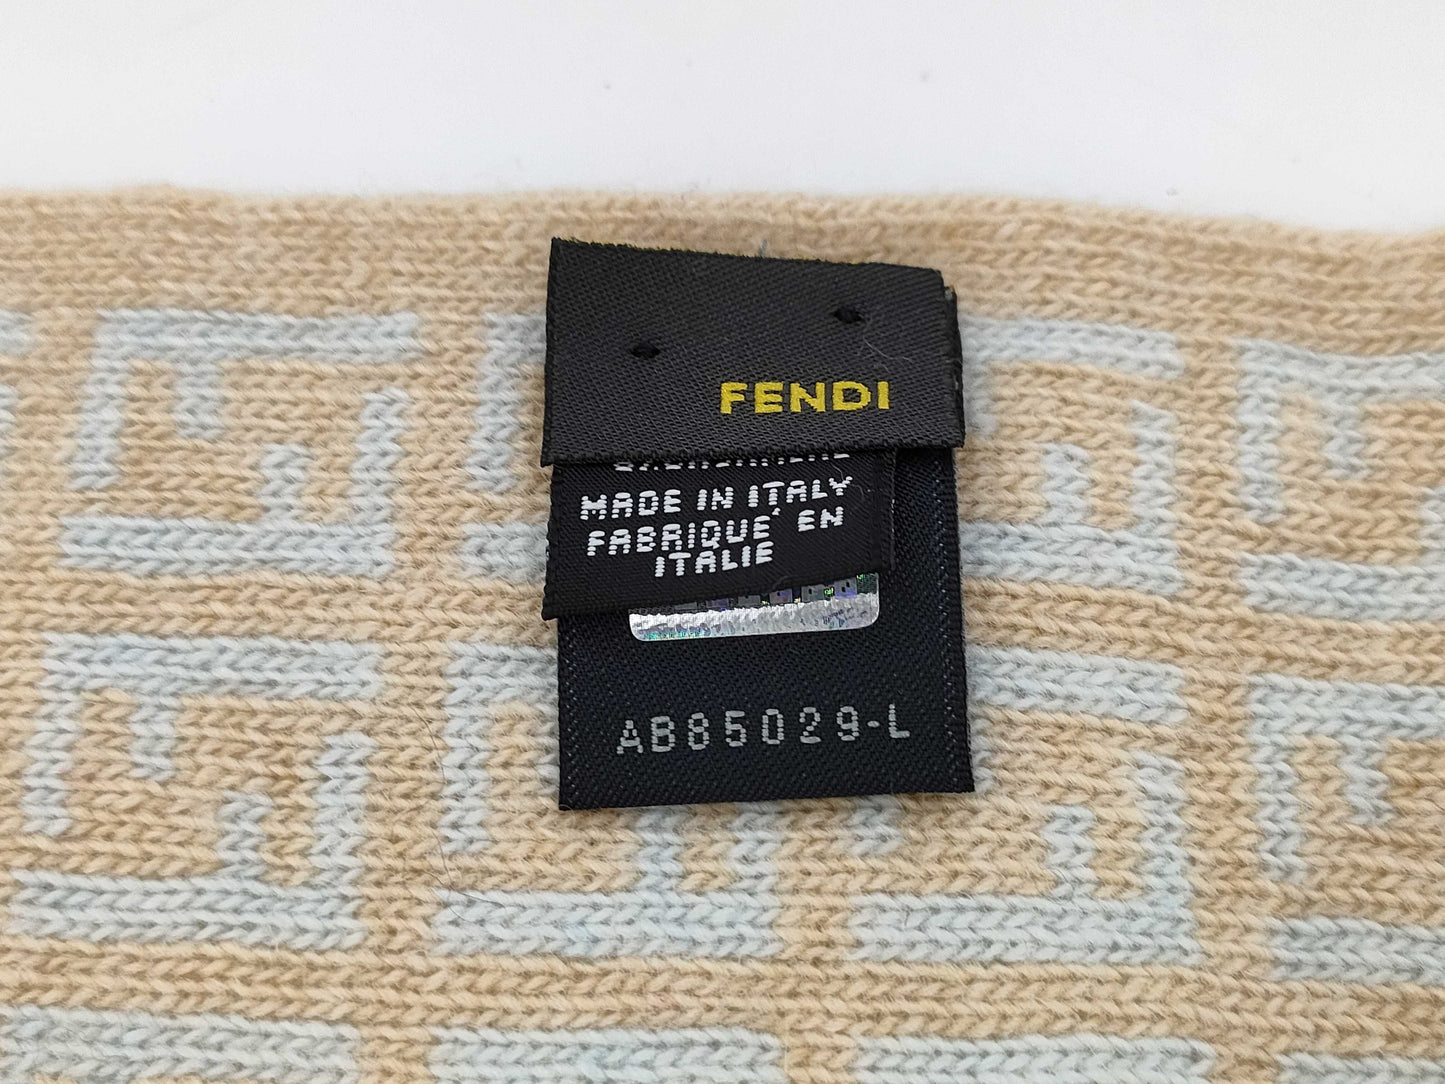 FENDI
MADE IN ITALY
FABRIQUE' EN
ITALIE
AB85029-L